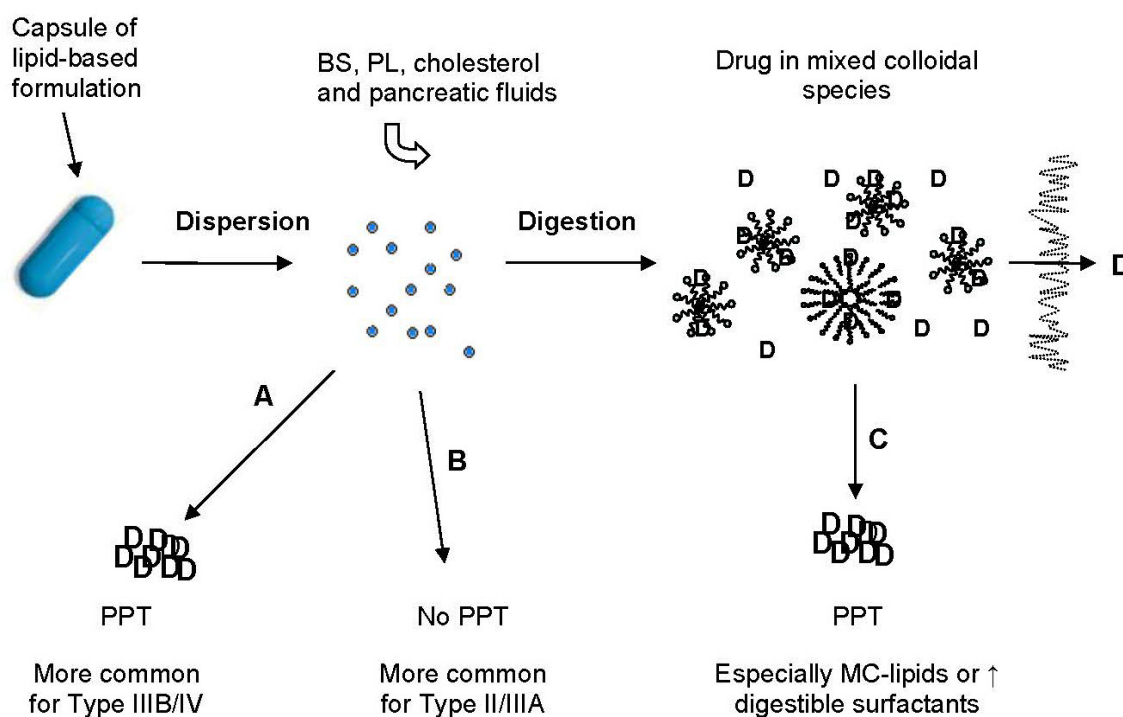 Capsule of
lipid-based
formulation
BS, PL, cholesterol
and pancreatic fluids
Drug in mixed colloidal
species
Dispersion
Digestion
D D D D
D D
D D D
D D
D D D D D
D D D D
D
D
A
B
C
D D D D
D D D
D D D
D D D D
D D D
D D D
PPT
No PPT
PPT
More common
for Type IIIB/IV
More common
for Type II/IIIA
Especially MC-lipids or ↑
digestible surfactants